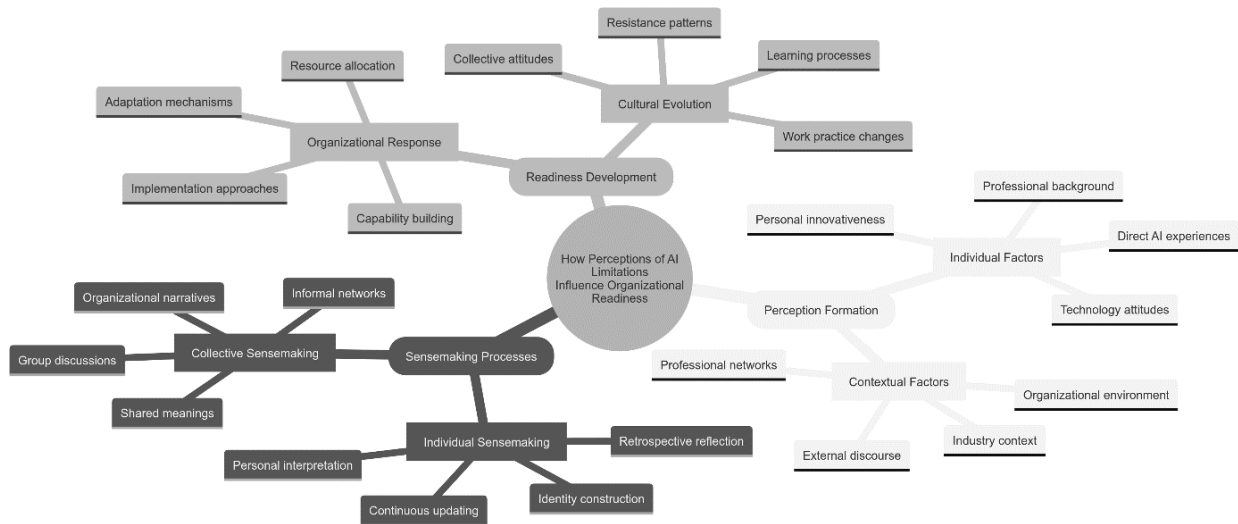 Resistance patterns
Collective attitudes
Learning processes
Resource allocation
Cultural Evolution
Adaptation mechanisms
Work practice changes
Organizational Response
Readiness Development
Implementation approaches
Capability building
Professional background
Personal innovativeness
Direct AI experiences
Individual Factors
How Perceptions of AI
Limitations
Influence Organizational
Readiness
Technology attitudes
Perception Formation
Organizational narratives
Informal networks
Collective Sensemaking
Sensemaking Processes
Group discussions
Shared meanings
Professional networks
Contextual Factors
Organizational environment
Industry context
External discourse
Individual Sensemaking
Retrospective reflection
Personal interpretation
Identity construction
Continuous updating